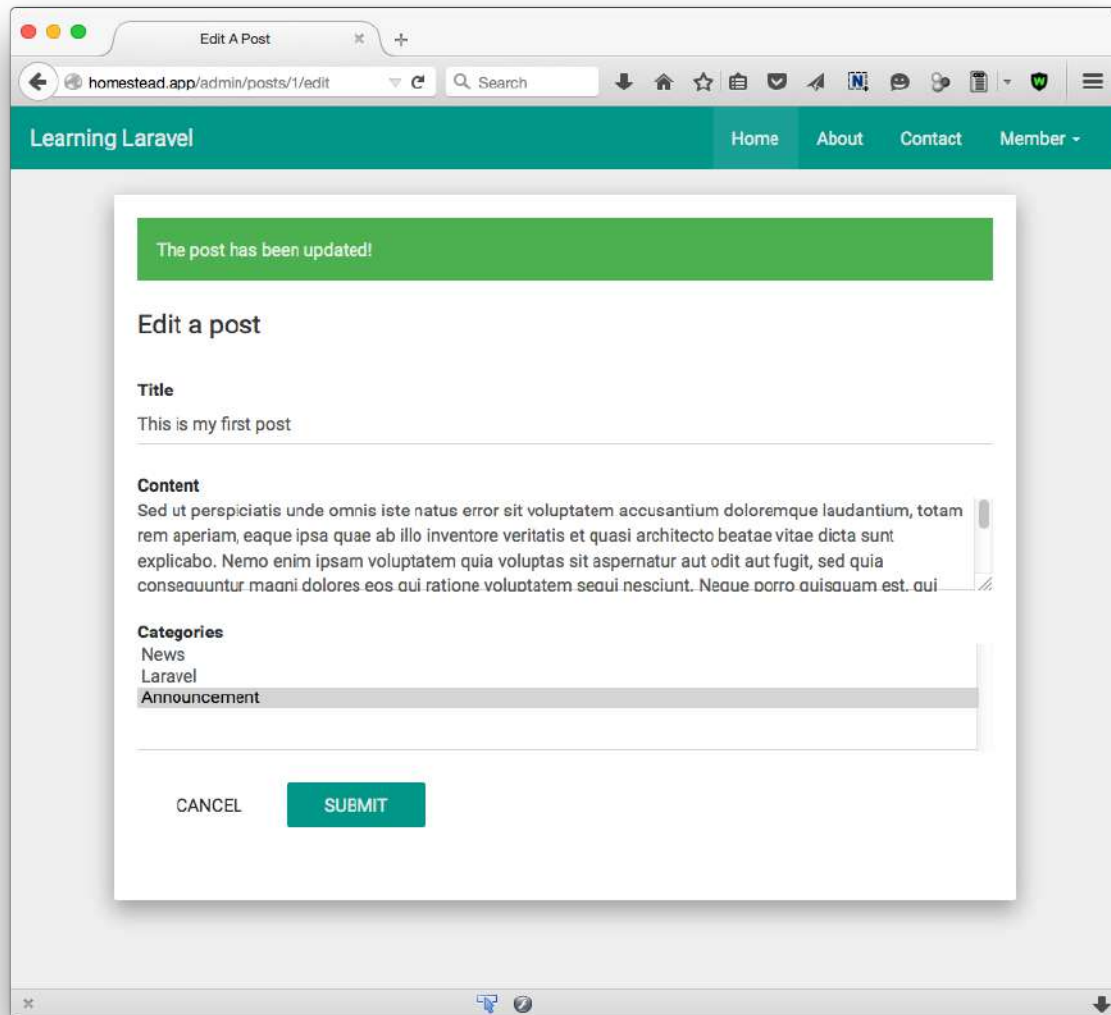 Edit A Post
homestead.app/admin/posts/1/edit
Search
Learning Laravel
Home
About
Contact
Member
The post has been updated!
Edit a post
Title
This is my first post
Content
Sed ut perspiciatis unde omnis iste natus error sit voluptatem accusantium doloremque laudantium, totam
rem aperiam, eaque ipsa quae ab illo inventore veritatis et quasi architecto beatae vitae dicta sunt
explicabo. Nemo enim ipsam voluptatem quia voluptas sit aspernatur aut odit aut fugit, sed quia
consequuntur magni dolores eos qui ratione voluptatem sequi nesciunt. Neque porro quisquam est, qui
Categories
News
Laravel
Announcement
CANCEL
SUBMIT